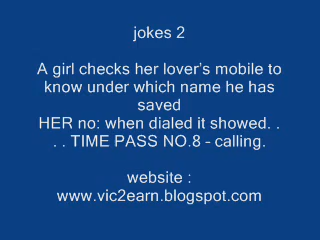 jokes 2
A girl checks her lover's mobile to
know under which name he has
saved
HER no: when dialed it showed. .
. . TIME PASS NO.8 - calling.
website :
www.vic2earn.blogspot.com